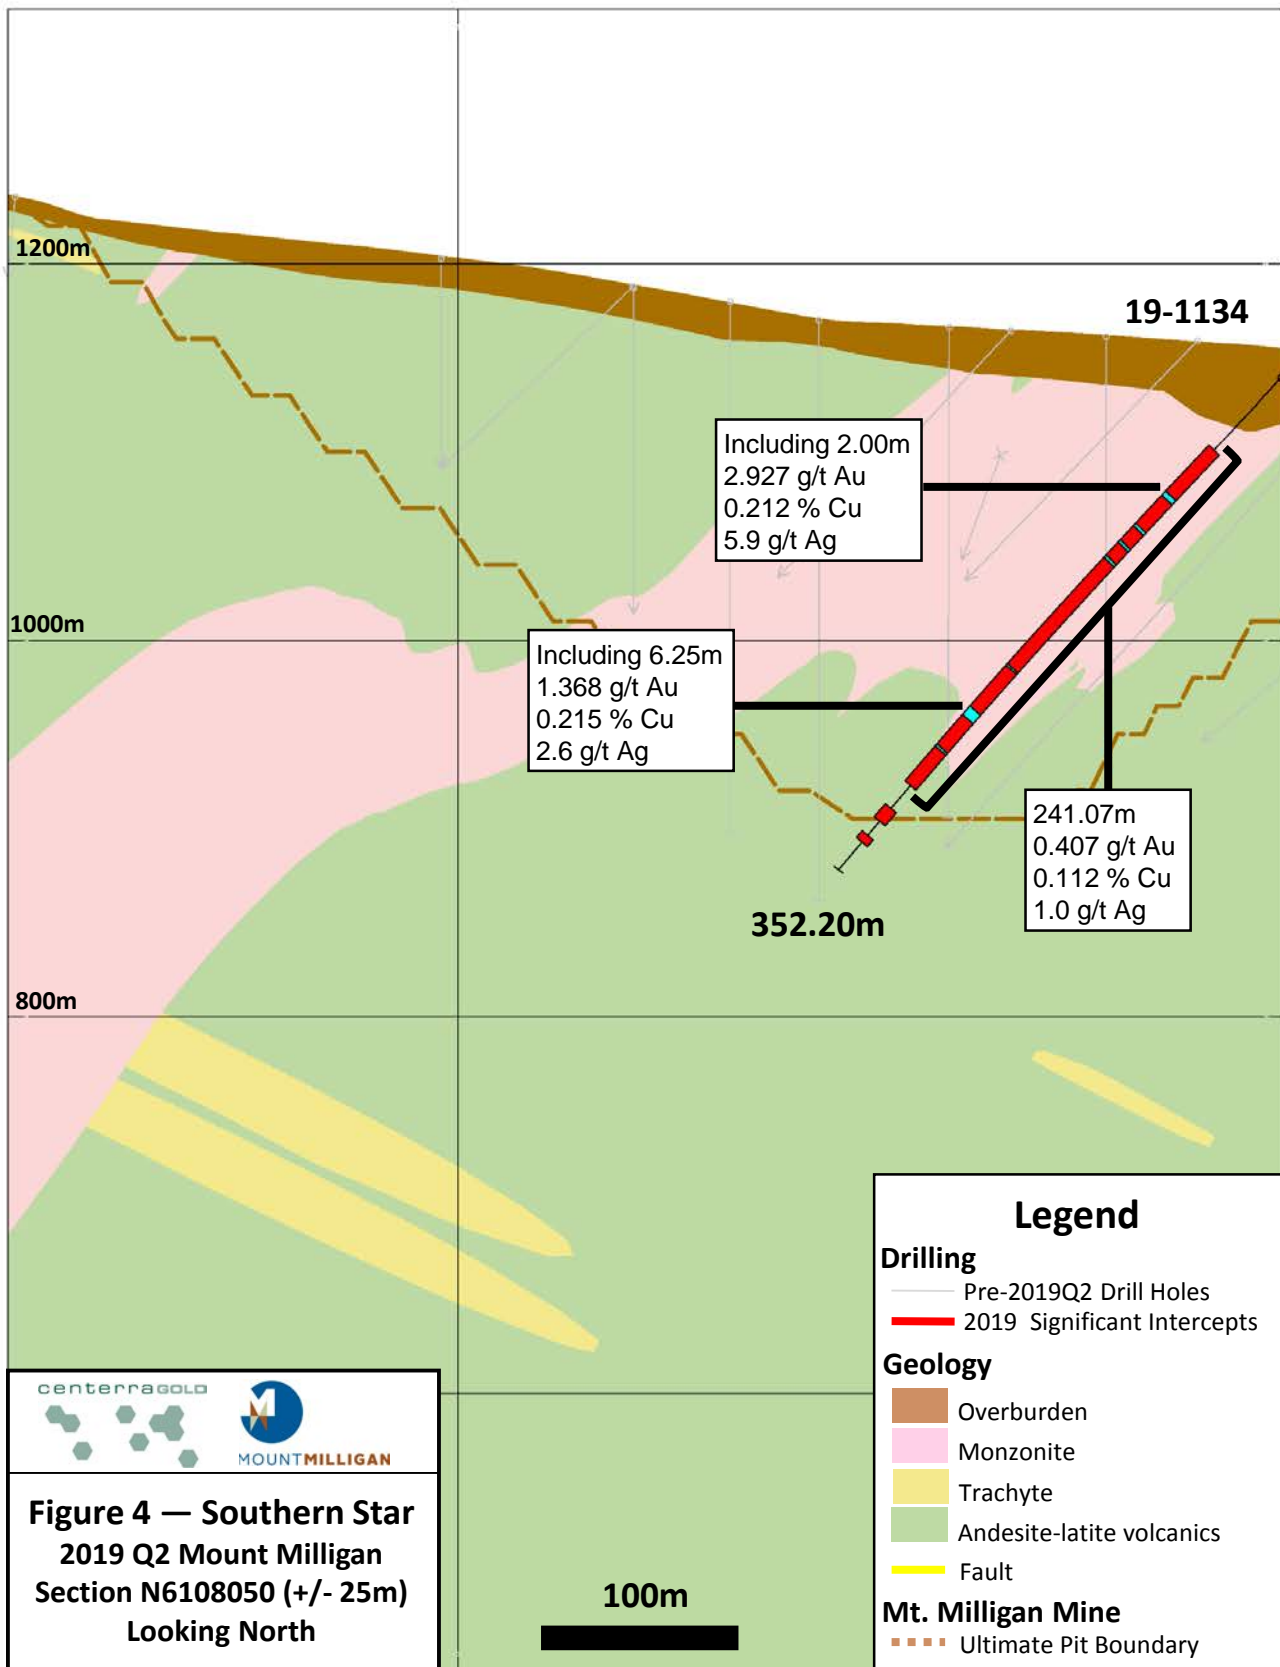 1200m
19-1134
Including 2.00m
2.927 g/t Au
0.212 % Cu
5.9 g/t Ag
1000m
Including 6.25m
1.368 g/t Au
0.215 % Cu
2.6 g/t Ag
241.07m
0.407 g/t Au
0.112 % Cu
1.0 g/t Ag
352.20m
800m
Legend
Drilling
Pre-2019Q2 Drill Holes
2019 Significant Intercepts
Geology
Overburden
Monzonite
Trachyte
Andesite-latite volcanics
Fault
Mt. Milligan Mine
Ultimate Pit Boundary
centerraGOLD
MOUNTMILLIGAN
Figure 4 — Southern Star
2019 Q2 Mount Milligan
Section N6108050 (+/- 25m)
Looking North
100m